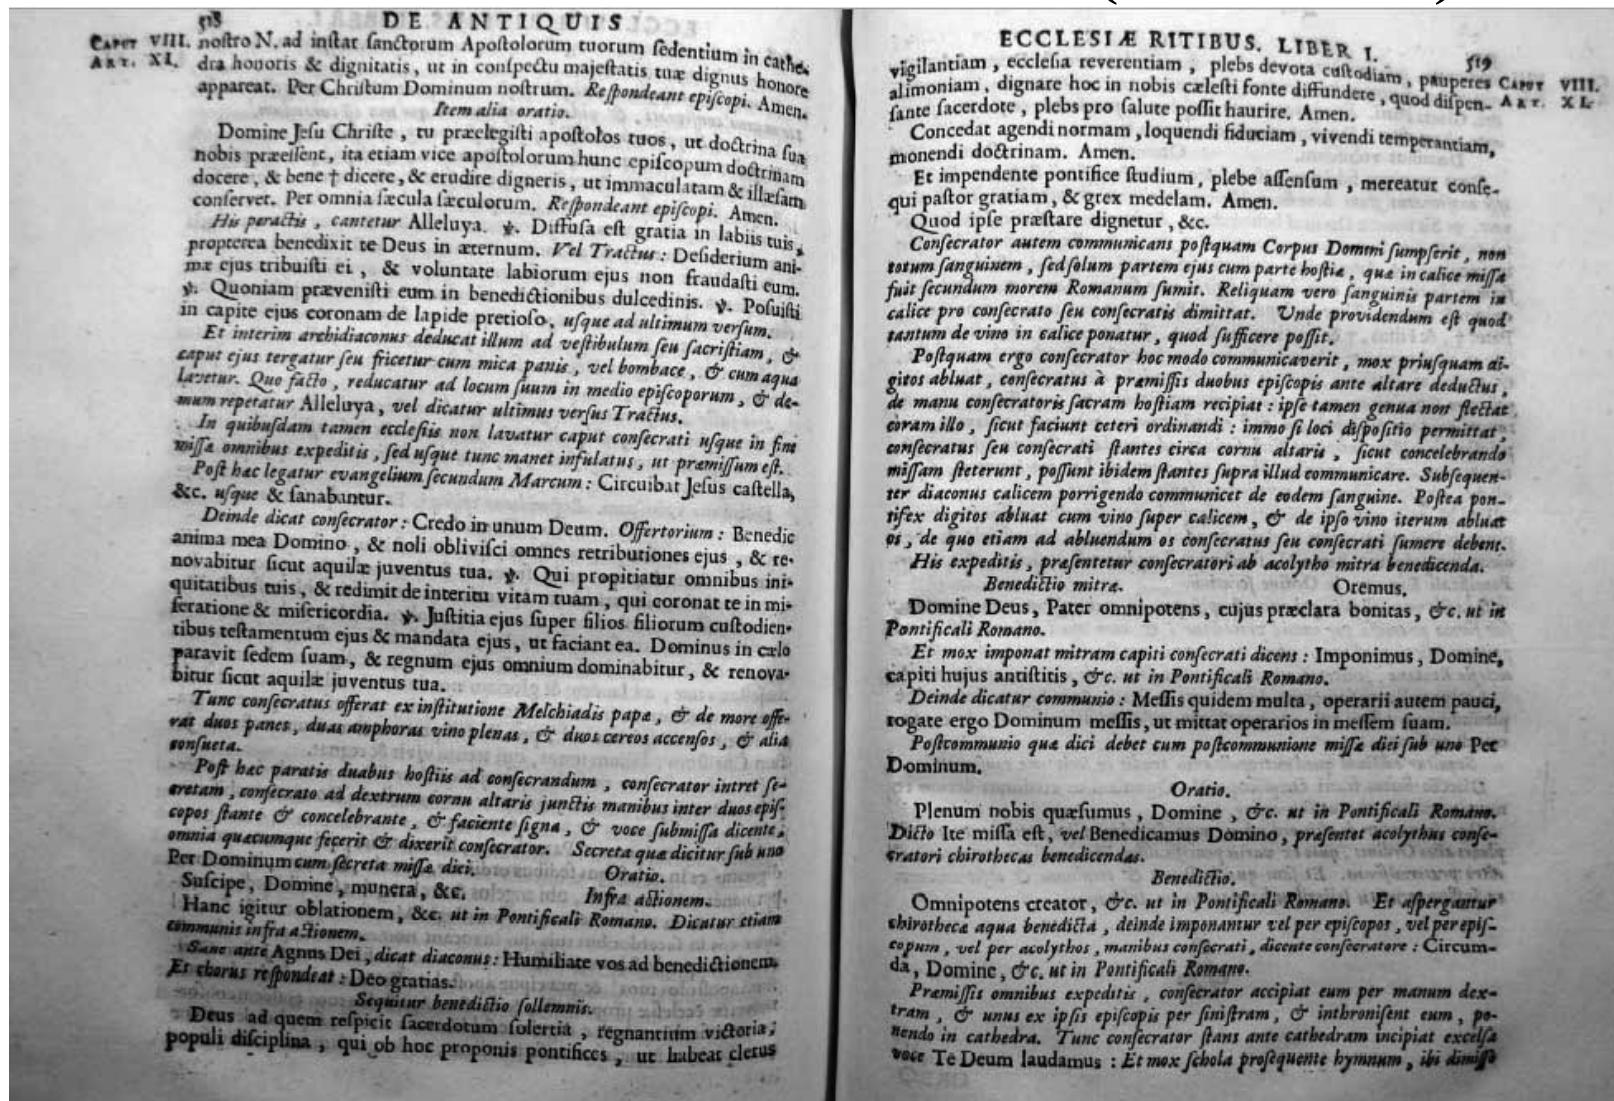 518
DE ANTIQUIS
CAPUT VIII.
ART. XI.
nostro N. ad instar sanctorum Apostolorum tuorum sedentium in cathe-
dra honoris & dignitatis, ut in conspectu majestatis tuæ dignus honore
appareat. Per Christum Dominum nostrum. Respondeant episcopi. Amen.
Item alia oratio.
Domine Jesu Christe, tu præelegisti apostolos tuos, ut doctrina sua
nobis præessent, ita etiam vice apostolorum hunc episcopum doctrinam
docere, & bene † dicere, & erudire digneris, ut immaculatam & illæsam
conservet. Per omnia sæcula sæculorum. Respondeant episcopi. Amen.
His peractis, cantetur Alleluya. ℣. Diffusa est gratia in labiis tuis,
propterea benedixit te Deus in æternum. Vel Tractus: Desiderium ani-
mæ ejus tribuisti ei, & voluntate labiorum ejus non fraudasti eum.
℣. Quoniam prævenisti eum in benedictionibus dulcedinis. ℣. Posuisti
in capite ejus coronam de lapide pretioso, usque ad ultimum versum.
Et interim archidiaconus deducat illum ad vestibulum seu sacristiam, &
caput ejus tergatur seu fricetur cum mica panis, vel bombace, & cum aqua
lavetur. Quo facto, reducatur ad locum suum in medio episcoporum, & de-
mum repetatur Alleluya, vel dicatur ultimus versus Tractus.
In quibusdam tamen ecclesiis non lavatur caput consecrati usque in fine
missæ omnibus expeditis, sed usque tunc manet infulatus, ut præmissum est.
Post hæc legatur evangelium secundum Marcum: Circuibat Jesus castella,
&c. usque & sanabantur.
Deinde dicat consecrator: Credo in unum Deum. Offertorium: Benedic
anima mea Domino, & noli oblivisci omnes retributiones ejus, & re-
novabitur sicut aquilæ juventus tua. ℣. Qui propitiatur omnibus ini-
quitatibus tuis, & redimit de interitu vitam tuam, qui coronat te in mi-
seratione & misericordia. ℣. Justitia ejus super filios filiorum custodien-
tibus testamentum ejus & mandata ejus, ut faciant ea. Dominus in cælo
paravit sedem suam, & regnum ejus omnium dominabitur, & renova-
bitur sicut aquilæ juventus tua.
Tunc consecratus offerat ex institutione Melchiadis papæ, & de more offe-
rat duos panes, duas amphoras vino plenas, & duos cereos accensos, & alia
consueta.
Post hæc paratis duabus hostiis ad consecrandum, consecrator intret se-
cretam, consecrato ad dextrum cornu altaris junctis manibus inter duos epis-
copos stante & concelebrante, & faciente signa, & voce submissa dicente,
omnia quæcumque fecerit & dixerit consecrator. Secreta quæ dicitur sub uno
Per Dominum cum secreta missæ diei. Oratio.
Suscipe, Domine, munera, &c. Infra actionem.
Hanc igitur oblationem, &c. ut in Pontificali Romano. Dicatur etiam
communis infra actionem.
Sane ante Agnus Dei, dicat diaconus: Humiliate vos ad benedictionem.
Et chorus respondeat: Deo gratias.
Sequitur benedictio sollemnis.
Deus ad quem respicit sacerdotum solertia, regnantium victoria,
populi disciplina, qui ob hoc proponis pontifices, ut habeat clerus
ECCLESIÆ RITIBUS. LIBER I.
519
CAPUT VIII.
ART. XI.
vigilantiam, ecclesia reverentiam, plebs devota custodiam, pauperes
alimoniam, dignare hoc in nobis cælesti fonte diffundere, quod dispen-
sante sacerdote, plebs pro salute possit haurire. Amen.
Concedat agendi normam, loquendi fiduciam, vivendi temperantiam,
monendi doctrinam. Amen.
Et impendente pontifice studium, plebe assensum, mereatur conse-
qui pastor gratiam, & grex medelam. Amen.
Quod ipse præstare dignetur, &c.
Consecrator autem communicans postquam Corpus Domini sumpserit, non
totum sanguinem, sed solum partem ejus cum parte hostiæ, quæ in calice missa
fuit secundum morem Romanum sumit. Reliquam vero sanguinis partem in
calice pro consecrato seu consecratis dimittat. Unde providendum est quod
tantum de vino in calice ponatur, quod sufficere possit.
Postquam ergo consecrator hoc modo communicaverit, mox priusquam di-
gitos abluat, consecratus à præmissis duobus episcopis ante altare deductus,
de manu consecratoris sacram hostiam recipiat: ipse tamen genua non flectat
coram illo, sicut faciunt ceteri ordinandi: immo si loci dispositio permittat,
consecratus seu consecrati stantes circa cornu altaris, sicut concelebrando
missam steterunt, possunt ibidem stantes supra illud communicare. Subsequen-
ter diaconus calicem porrigendo communicet de eodem sanguine. Postea pon-
tifex digitos abluat cum vino super calicem, & de ipso vino iterum abluat
os, de quo etiam ad abluendum os consecratus seu consecrati sumere debent.
His expeditis, præsentetur consecratori ab acolytho mitra benedicenda.
Benedictio mitræ. Oremus.
Domine Deus, Pater omnipotens, cujus præclara bonitas, &c. ut in
Pontificali Romano.
Et mox imponat mitram capiti consecrati dicens: Imponimus, Domine,
capiti hujus antistitis, &c. ut in Pontificali Romano.
Deinde dicatur communio: Messis quidem multa, operarii autem pauci,
rogate ergo Dominum messis, ut mittat operarios in messem suam.
Postcommunio quæ dici debet cum postcommunione missæ diei sub uno Per
Dominum.
Oratio.
Plenum nobis quæsumus, Domine, &c. ut in Pontificali Romano.
Dicto Ite missa est, vel Benedicamus Domino, præsentet acolythus conse-
cratori chirothecas benedicendas.
Benedictio.
Omnipotens creator, &c. ut in Pontificali Romano. Et aspergantur
chirothecæ aqua benedicta, deinde imponantur vel per episcopos, vel per epis-
copum, vel per acolythos, manibus consecrati, dicente consecratore: Circum-
da, Domine, &c. ut in Pontificali Romano.
Præmissis omnibus expeditis, consecrator accipiat eum per manum dex-
tram, & unus ex ipsis episcopis per sinistram, & inthronisent eum, po-
nendo in cathedra. Tunc consecrator stans ante cathedram incipiat excelsa
voce Te Deum laudamus: Et mox schola prosequente hymnum, ibi dimisso